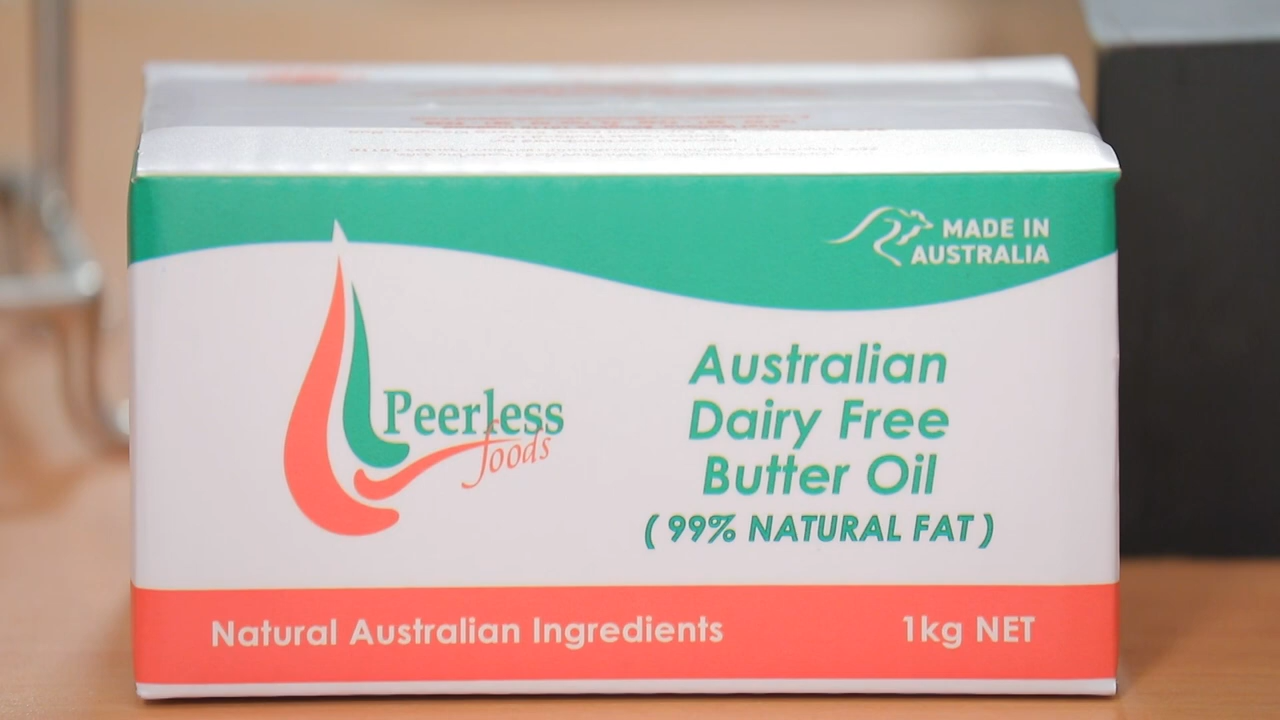 MADE IN
AUSTRALIA
Peerless
foods
Australian
Dairy Free
Butter Oil
( 99% NATURAL FAT )
Natural Australian Ingredients
1kg NET